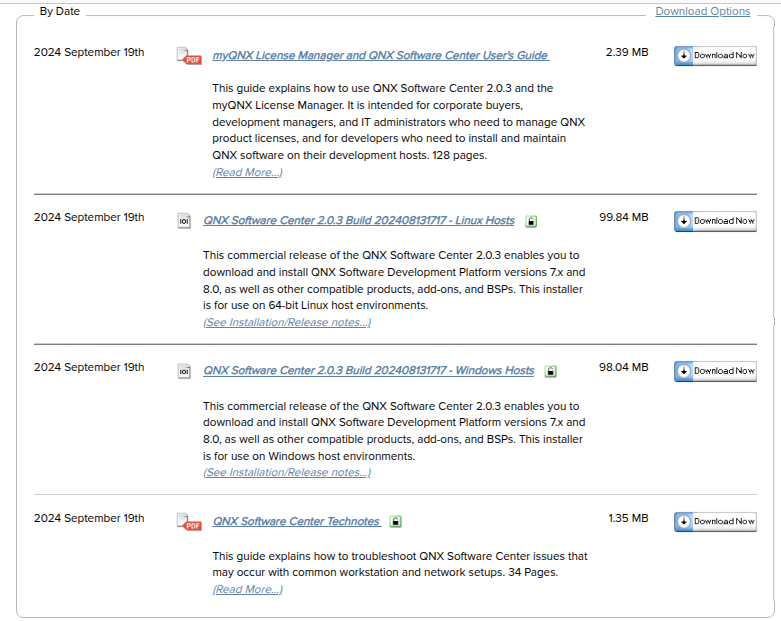 By Date
Download Options
2024 September 19th
PDF
myQNX License Manager and QNX Software Center User's Guide
2.39 MB
Download Now
This guide explains how to use QNX Software Center 2.0.3 and the
myQNX License Manager. It is intended for corporate buyers,
development managers, and IT administrators who need to manage QNX
product licenses, and for developers who need to install and maintain
QNX software on their development hosts. 128 pages.
(Read More...)
2024 September 19th
101
QNX Software Center 2.0.3 Build 202408131717 - Linux Hosts
99.84 MB
Download Now
This commercial release of the QNX Software Center 2.0.3 enables you to
download and install QNX Software Development Platform versions 7.x and
8.0, as well as other compatible products, add-ons, and BSPs. This installer
is for use on 64-bit Linux host environments.
(See Installation/Release notes...)
2024 September 19th
101
QNX Software Center 2.0.3 Build 202408131717 - Windows Hosts
98.04 MB
Download Now
This commercial release of the QNX Software Center 2.0.3 enables you to
download and install QNX Software Development Platform versions 7.x and
8.0, as well as other compatible products, add-ons, and BSPs. This installer
is for use on Windows host environments.
(See Installation/Release notes...)
2024 September 19th
PDF
QNX Software Center Technotes
1.35 MB
Download Now
This guide explains how to troubleshoot QNX Software Center issues that
may occur with common workstation and network setups. 34 Pages.
(Read More...)